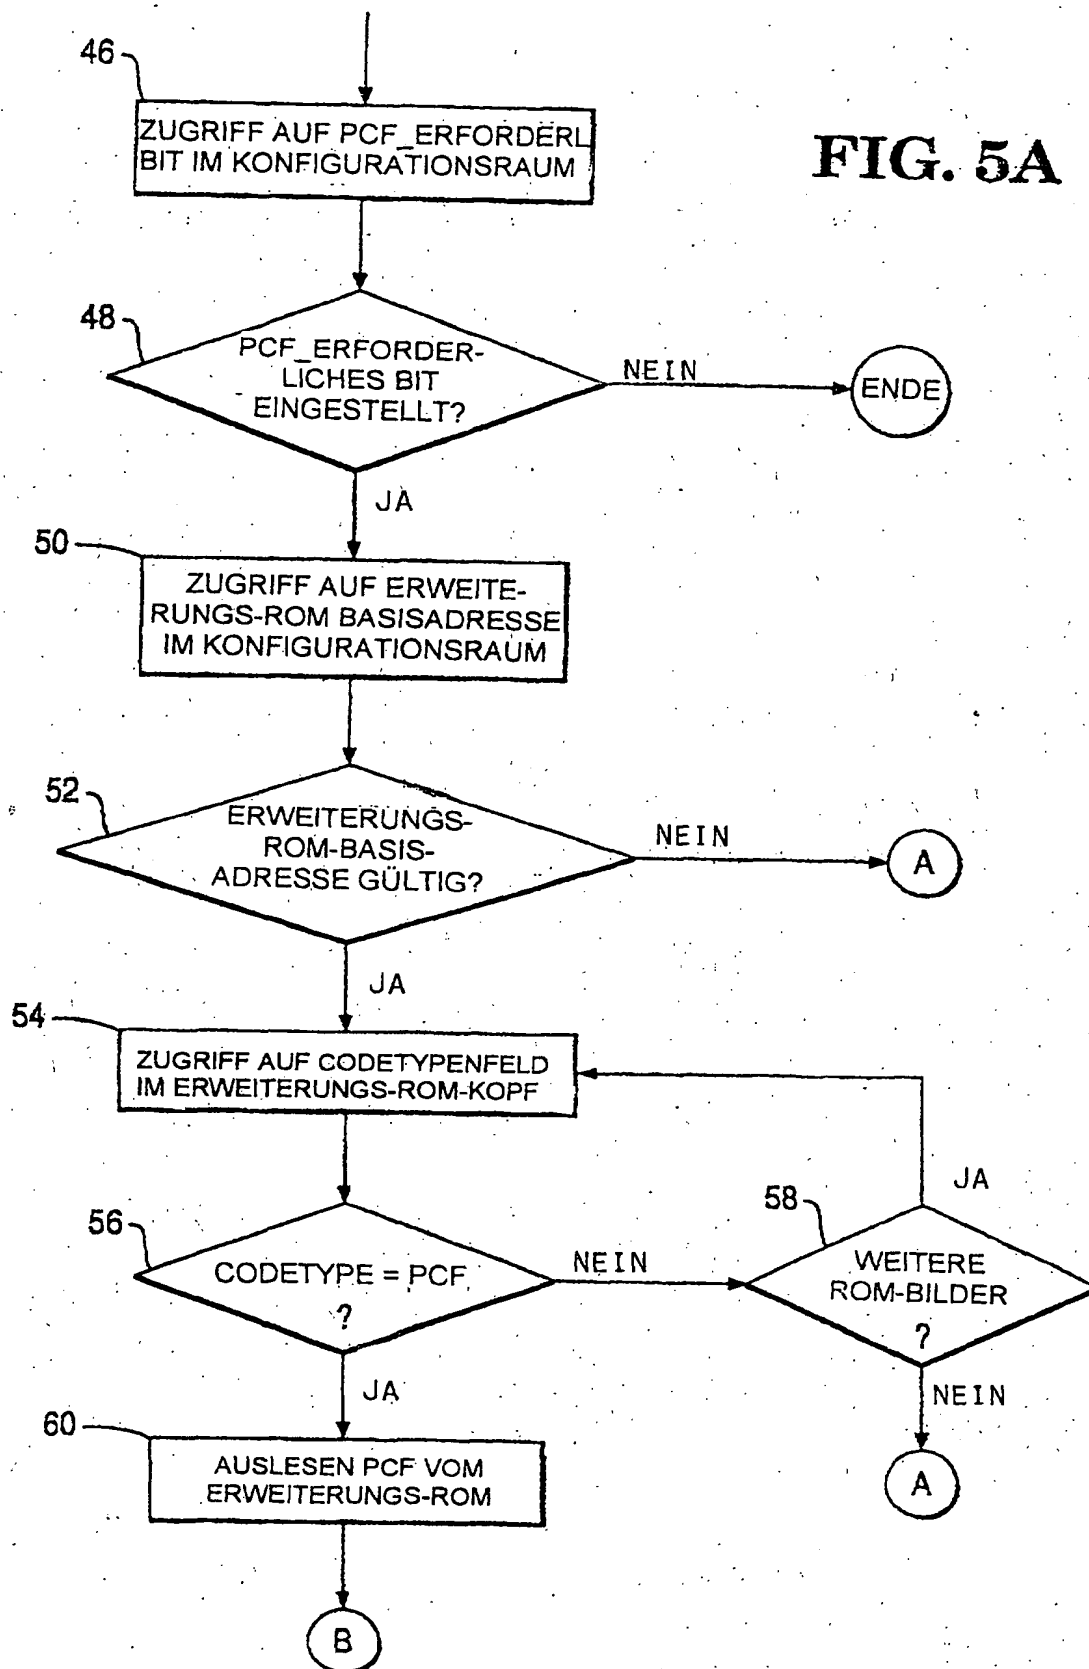 46
ZUGRIFF AUF PCF_ERFORDERL
BIT IM KONFIGURATIONSRAUM
FIG. 5A
48
PCF_ERFORDER-
LICHES BIT
EINGESTELLT?
NEIN
ENDE
JA
50
ZUGRIFF AUF ERWEITE-
RUNGS-ROM BASISADRESSE
IM KONFIGURATIONSRAUM
52
ERWEITERUNGS-
ROM-BASIS-
ADRESSE GÜLTIG?
NEIN
A
JA
54
ZUGRIFF AUF CODETYPENFELD
IM ERWEITERUNGS-ROM-KOPF
56
CODETYPE = PCF
?
NEIN
58
WEITERE
ROM-BILDER
?
JA
NEIN
A
JA
60
AUSLESEN PCF VOM
ERWEITERUNGS-ROM
B